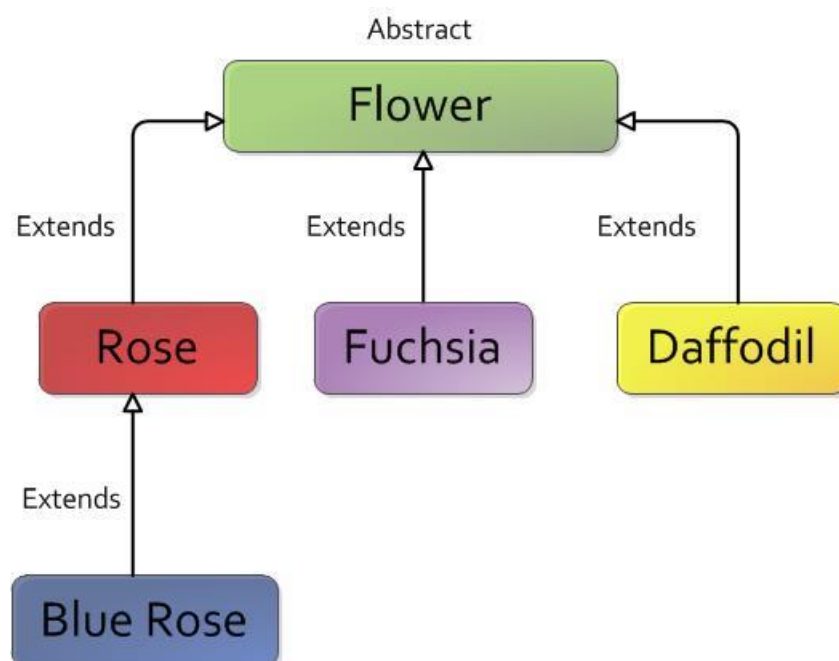 Abstract
Flower
Extends
Extends
Extends
Rose
Fuchsia
Daffodil
Extends
Blue Rose